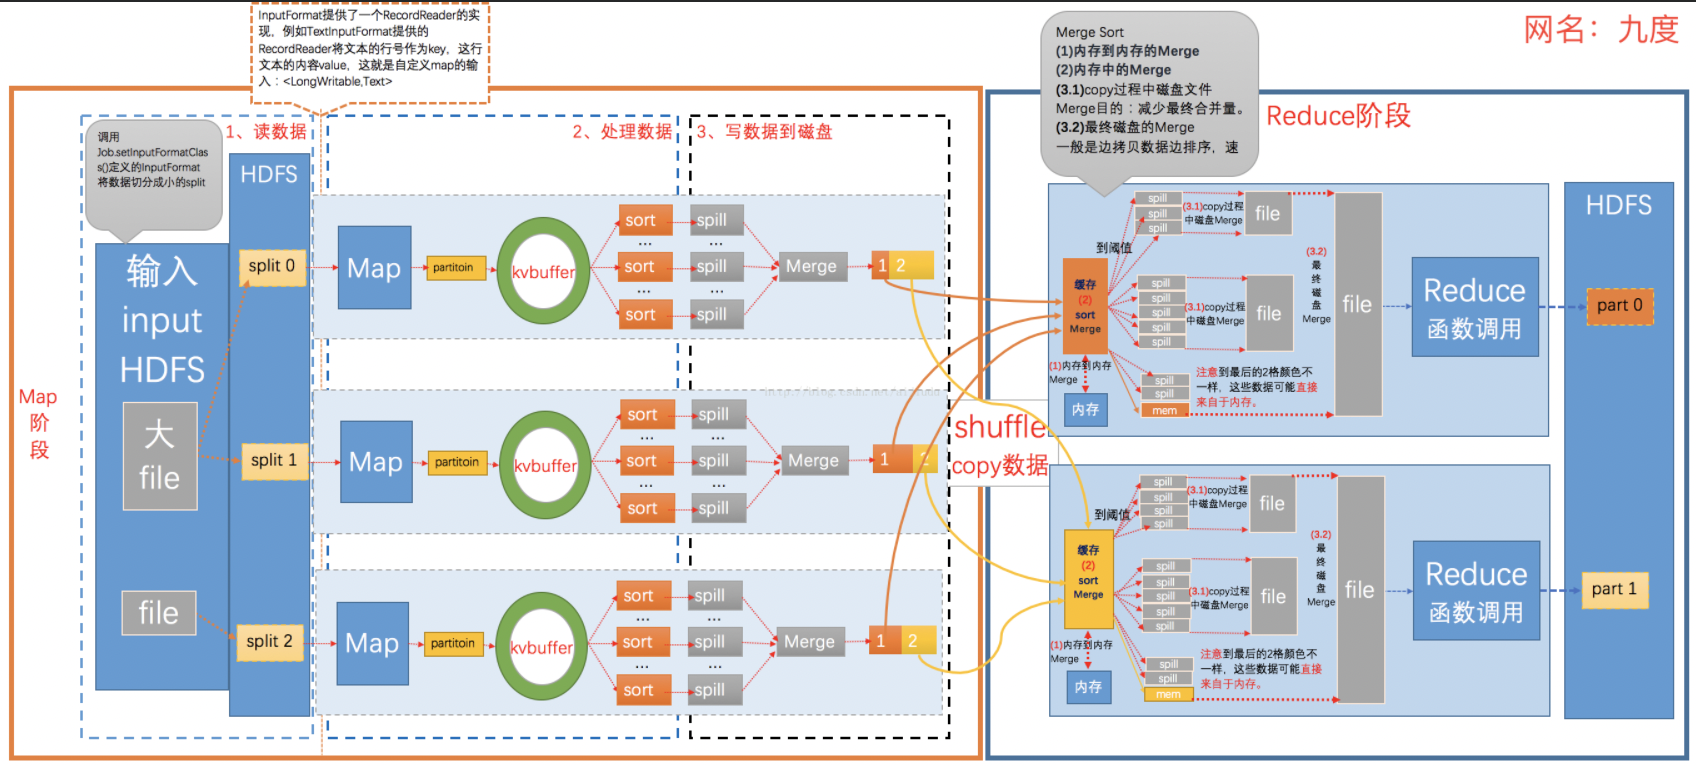 InputFormat提供了一个RecordReader的实
现，例如TextInputFormat提供的
RecordReader将文本的行号作为key，这行
文本的内容value，这就是自定义map的输
入：<LongWritable,Text>
网名：九度
Merge Sort
(1)内存到内存的Merge
(2)内存中的Merge
(3.1)copy过程中磁盘文件
Merge目的：减少最终合并量。
(3.2)最终磁盘的Merge
一般是边拷贝数据边排序，速
Map
阶
段
调用
Job.setInputFormatClas
s()定义的InputFormat
将数据切分成小的split
1、读数据
2、处理数据
3、写数据到磁盘
输入
input
HDFS
大
file
file
HDFS
split 0
split 1
split 2
Map
partitoin
kvbuffer
sort
...
sort
...
sort
spill
...
spill
...
spill
Merge
1 2
Map
partitoin
kvbuffer
sort
...
sort
...
sort
spill
...
spill
...
spill
Merge
1 2
Map
partitoin
kvbuffer
sort
...
sort
...
sort
spill
...
spill
...
spill
Merge
1 2
shuffle
copy数据
Reduce阶段
到阈值
缓存
(2)
sort
Merge
(1)内存到内存
Merge
内存
spill
spill
spill
(3.1)copy过程
中磁盘Merge
file
spill
spill
spill
spill
spill
(3.1)copy过程
中磁盘Merge
file
spill
spill
mem
注意到最后的2格颜色不
一样，这些数据可能直接
来自于内存。
(3.2)
最
终
磁
盘
Merge
file
Reduce
函数调用
到阈值
缓存
(2)
sort
Merge
(1)内存到内存
Merge
内存
spill
spill
spill
spill
(3.1)copy过程
中磁盘Merge
file
spill
spill
spill
spill
spill
(3.1)copy过程
中磁盘Merge
file
spill
spill
mem
注意到最后的2格颜色不
一样，这些数据可能直接
来自于内存。
(3.2)
最
终
磁
盘
Merge
file
Reduce
函数调用
HDFS
part 0
part 1